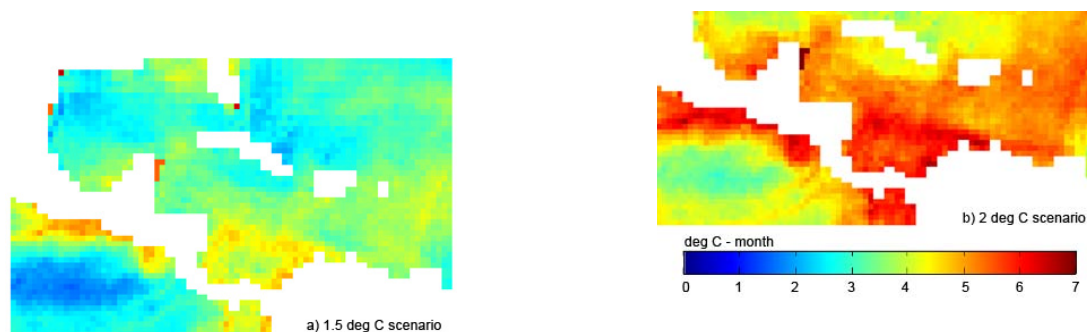 a) 1.5 deg C scenario
b) 2 deg C scenario
deg C - month
0 1 2 3 4 5 6 7